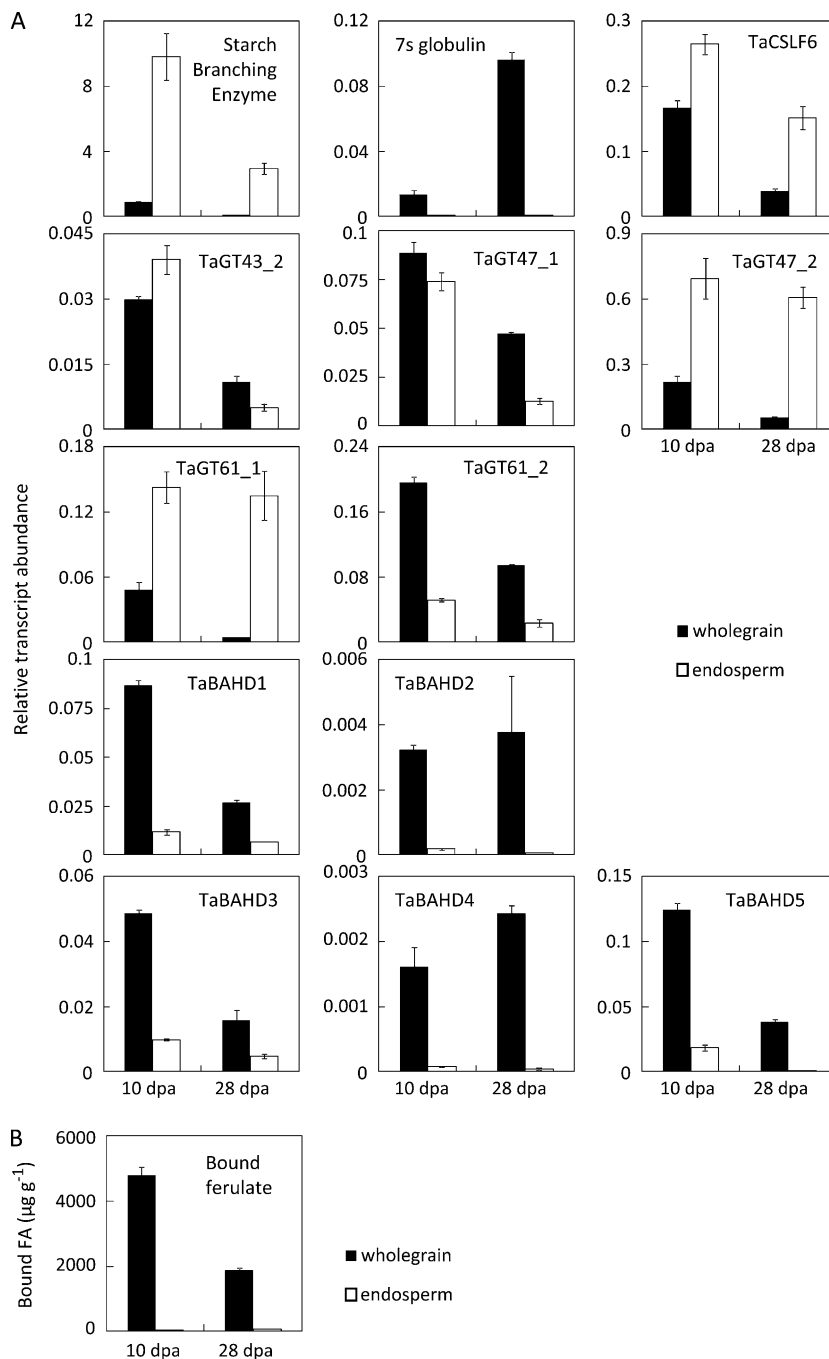 A
Relative transcript abundance
12
8
4
0
Starch
Branching
Enzyme
0.12
0.08
0.04
0
7s globulin
0.3
0.2
0.1
0
TaCSLF6
0.045
0.03
0.015
0
TaGT43_2
0.1
0.075
0.05
0.025
0
TaGT47_1
0.9
0.6
0.3
0
TaGT47_2
10 dpa
28 dpa
0.18
0.12
0.06
0
TaGT61_1
0.24
0.16
0.08
0
TaGT61_2
wholegrain
endosperm
0.1
0.075
0.05
0.025
0
TaBAHD1
0.006
0.004
0.002
0
TaBAHD2
0.06
0.04
0.02
0
TaBAHD3
10 dpa
28 dpa
0.003
0.002
0.001
0
TaBAHD4
10 dpa
28 dpa
0.15
0.1
0.05
0
TaBAHD5
10 dpa
28 dpa
B
Bound FA (µg g-1)
6000
4000
2000
0
Bound
ferulate
10 dpa
28 dpa
wholegrain
endosperm